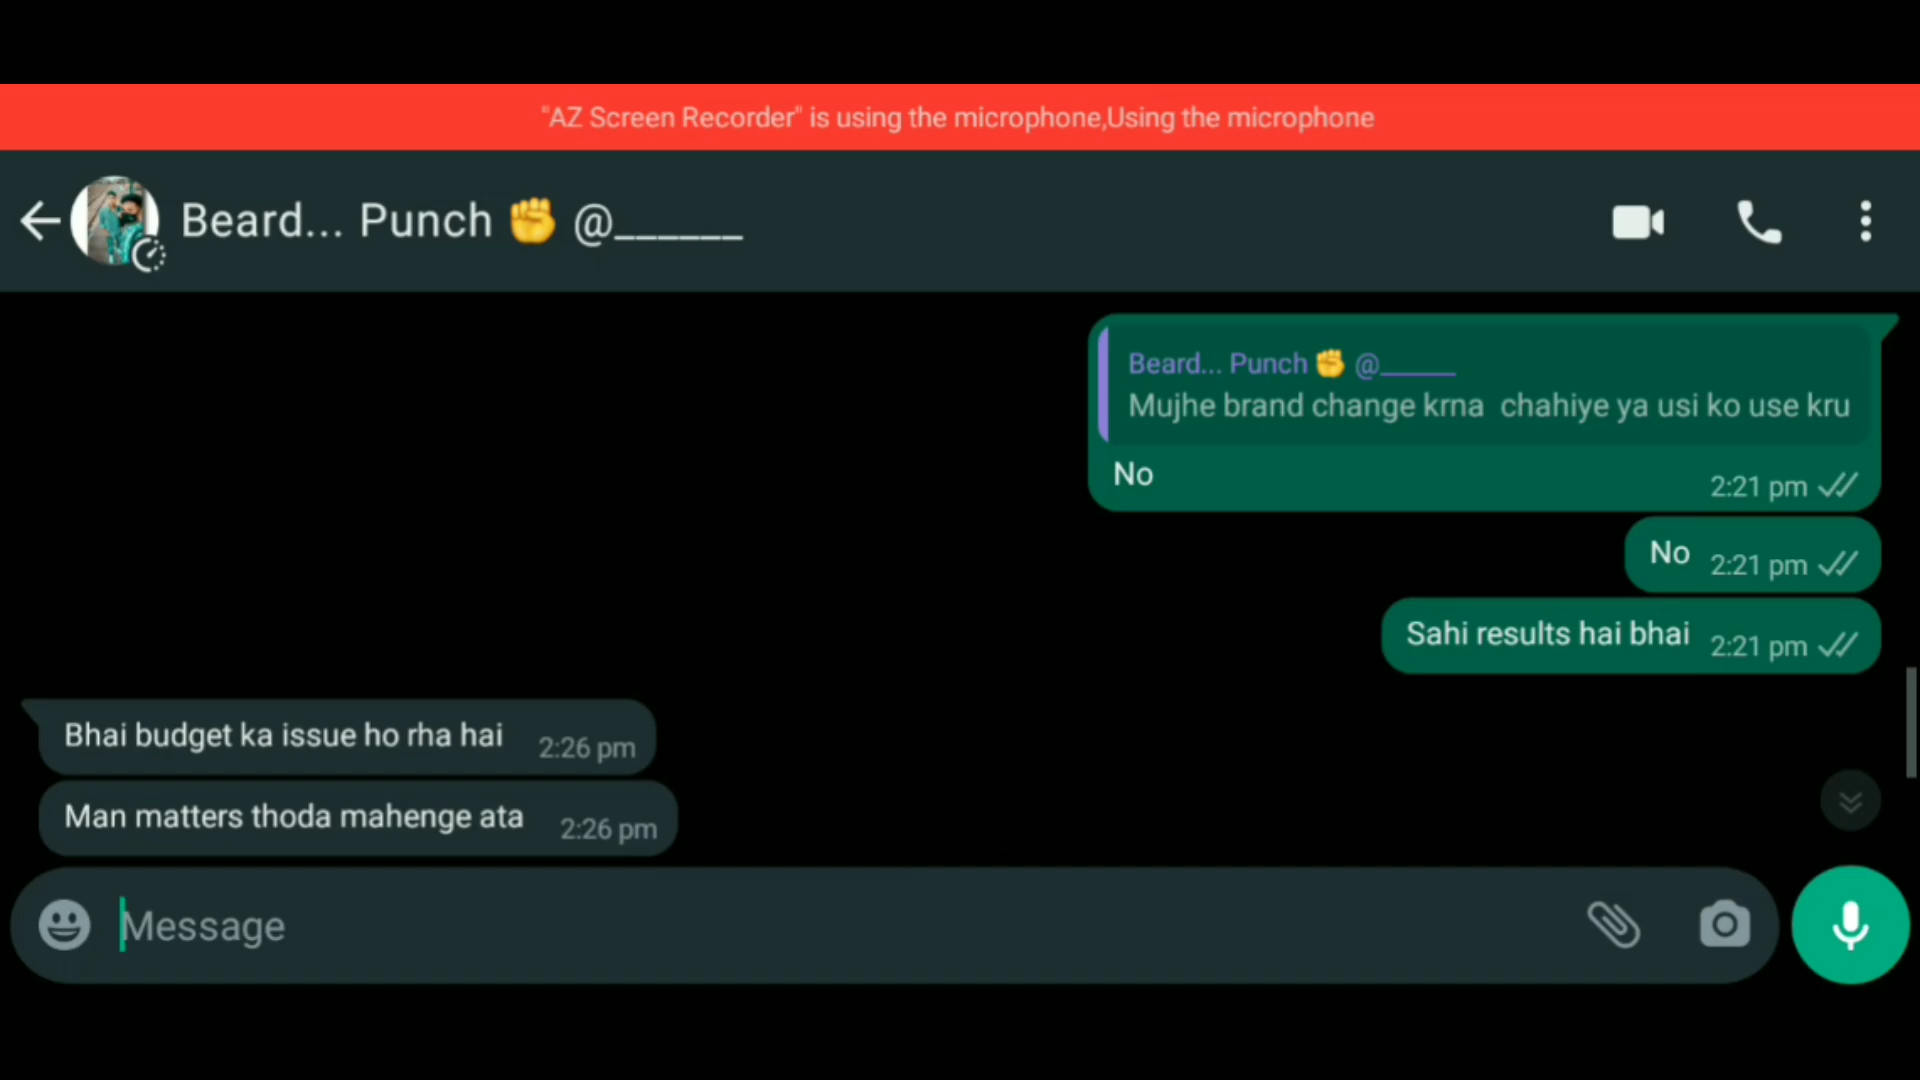 "AZ Screen Recorder" is using the microphone,Using the microphone
Beard... Punch ✊ @______
Beard... Punch ✊ @______
Mujhe brand change krna  chahiye ya usi ko use kru
No
2:21 pm
No 2:21 pm
Sahi results hai bhai 2:21 pm
Bhai budget ka issue ho rha hai 2:26 pm
Man matters thoda mahenge ata 2:26 pm
Message